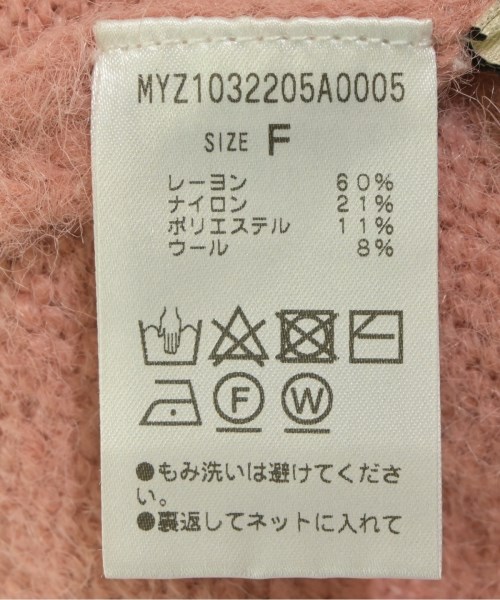 MYZ1032205A0005
SIZE F
レーヨン 60%
ナイロン 21%
ポリエステル 11%
ウール 8%
F W
●もみ洗いは避けてくださ
い。
●裏返してネットに入れて